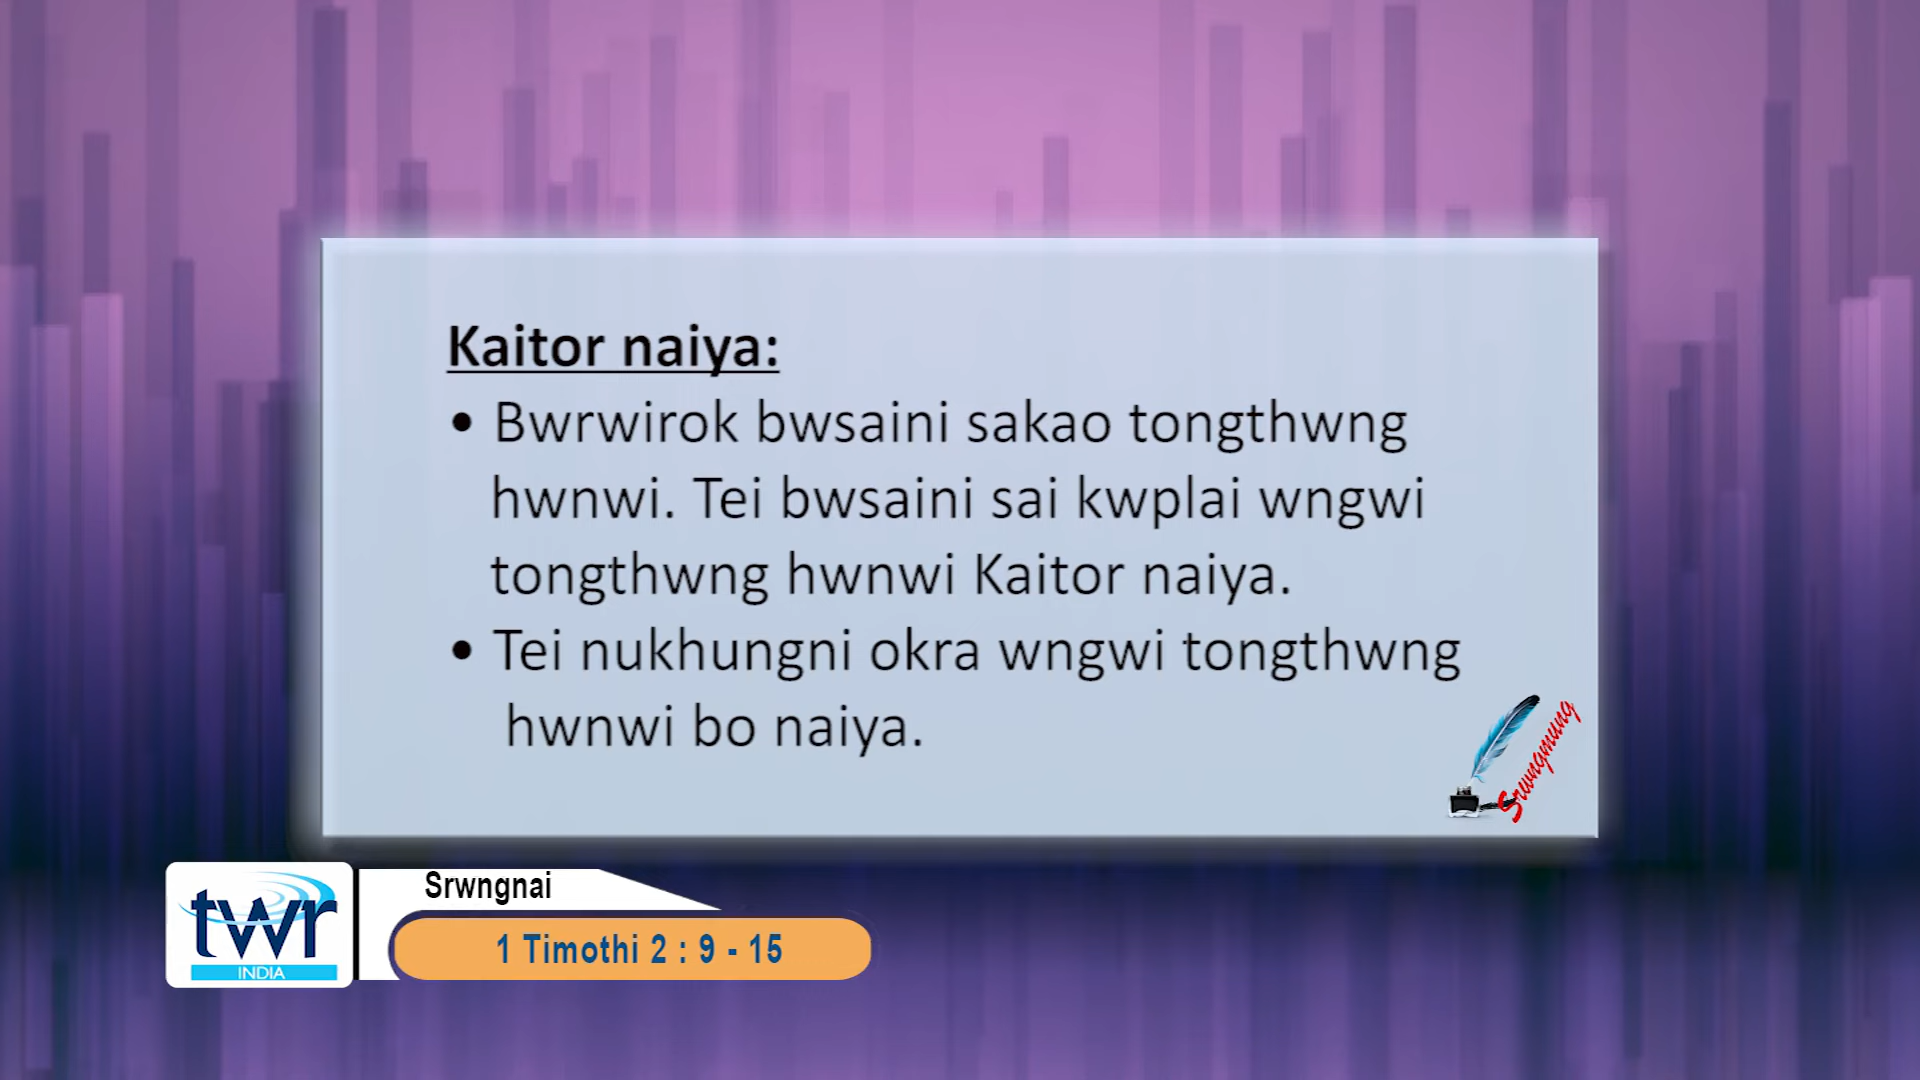 Kaitor naiya:
• Bwrwirok bwsaini sakao tongthwng
hwnwi. Tei bwsaini sai kwplai wngwi
tongthwng hwnwi Kaitor naiya.
• Tei nukhungni okra wngwi tongthwng
hwnwi bo naiya.
Srwngmung
twr
INDIA
Srwngnai
1 Timothi 2 : 9 - 15